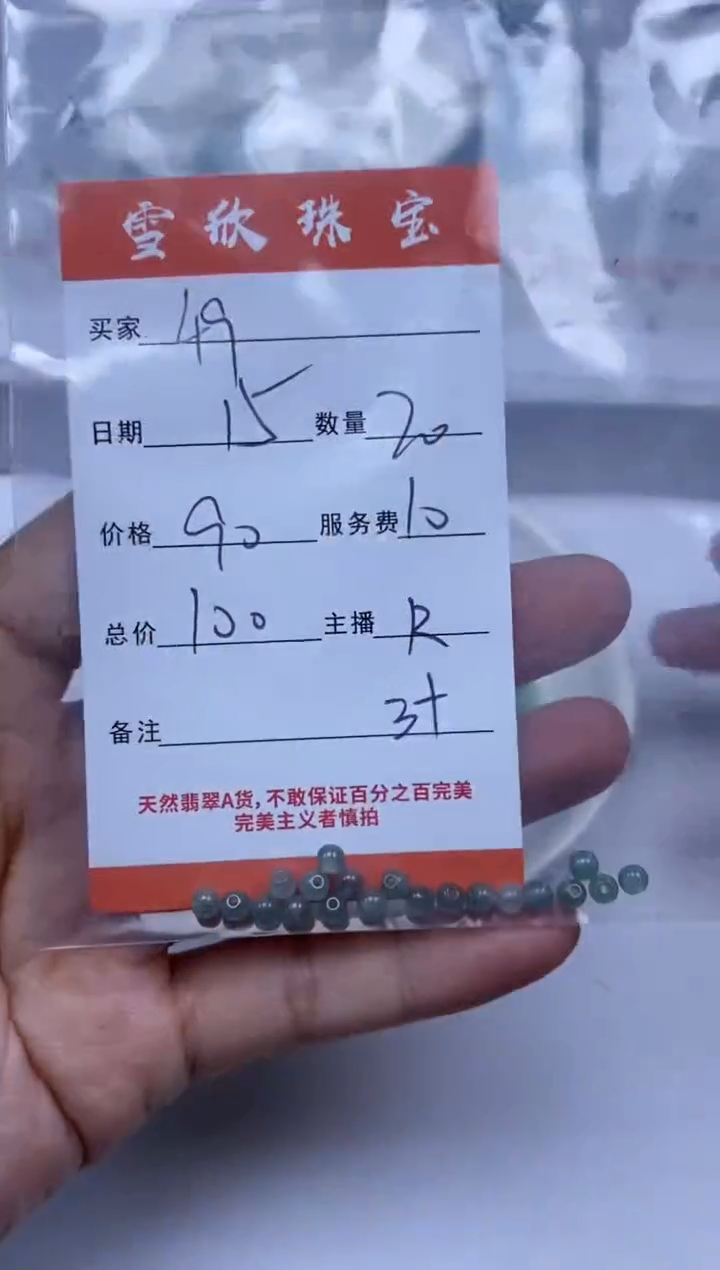 雪欣珠宝
买家 49
日期 15 数量 20
价格 90 服务费 10
总价 100 主播 R
备注 3十
天然翡翠A货，不敢保证百分之百完美
完美主义者慎拍